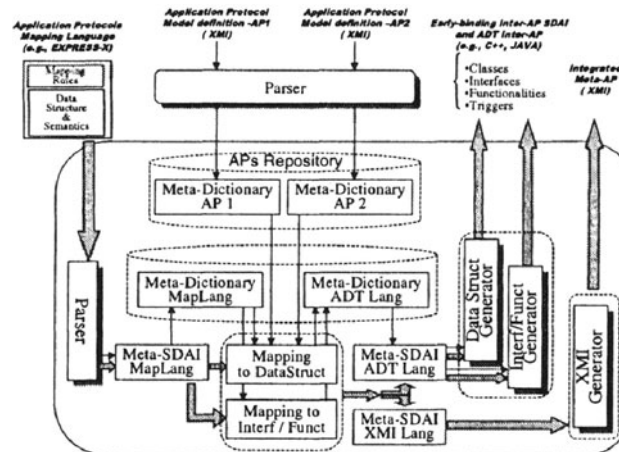 Application Protocols
Mapping Language
(e.g., EXPRESS-X)
Mapping
Rules
Data
Structure
&
Semantics
Application Protocol
Model definition -AP1
( XMI)
Application Protocol
Model definition -AP2
( XMI)
Early-binding Inter-AP SDAI
and ADT Inter-AP
(e.g., C++, JAVA)
•Classes
•Interfaces
•Functionalities
•Triggers
Integrated
Meta-AP
( XMI)
Parser
APs Repository
Meta-Dictionary
AP 1
Meta-Dictionary
AP 2
Meta-Dictionary
MapLang
Meta-Dictionary
ADT Lang
Parser
Meta-SDAI
MapLang
Mapping
to DataStruct
Mapping to
Interf / Funct
Meta-SDAI
ADT Lang
Meta-SDAI
XMI Lang
Data Struct
Generator
Interf/Funct
Generator
XMI
Generator